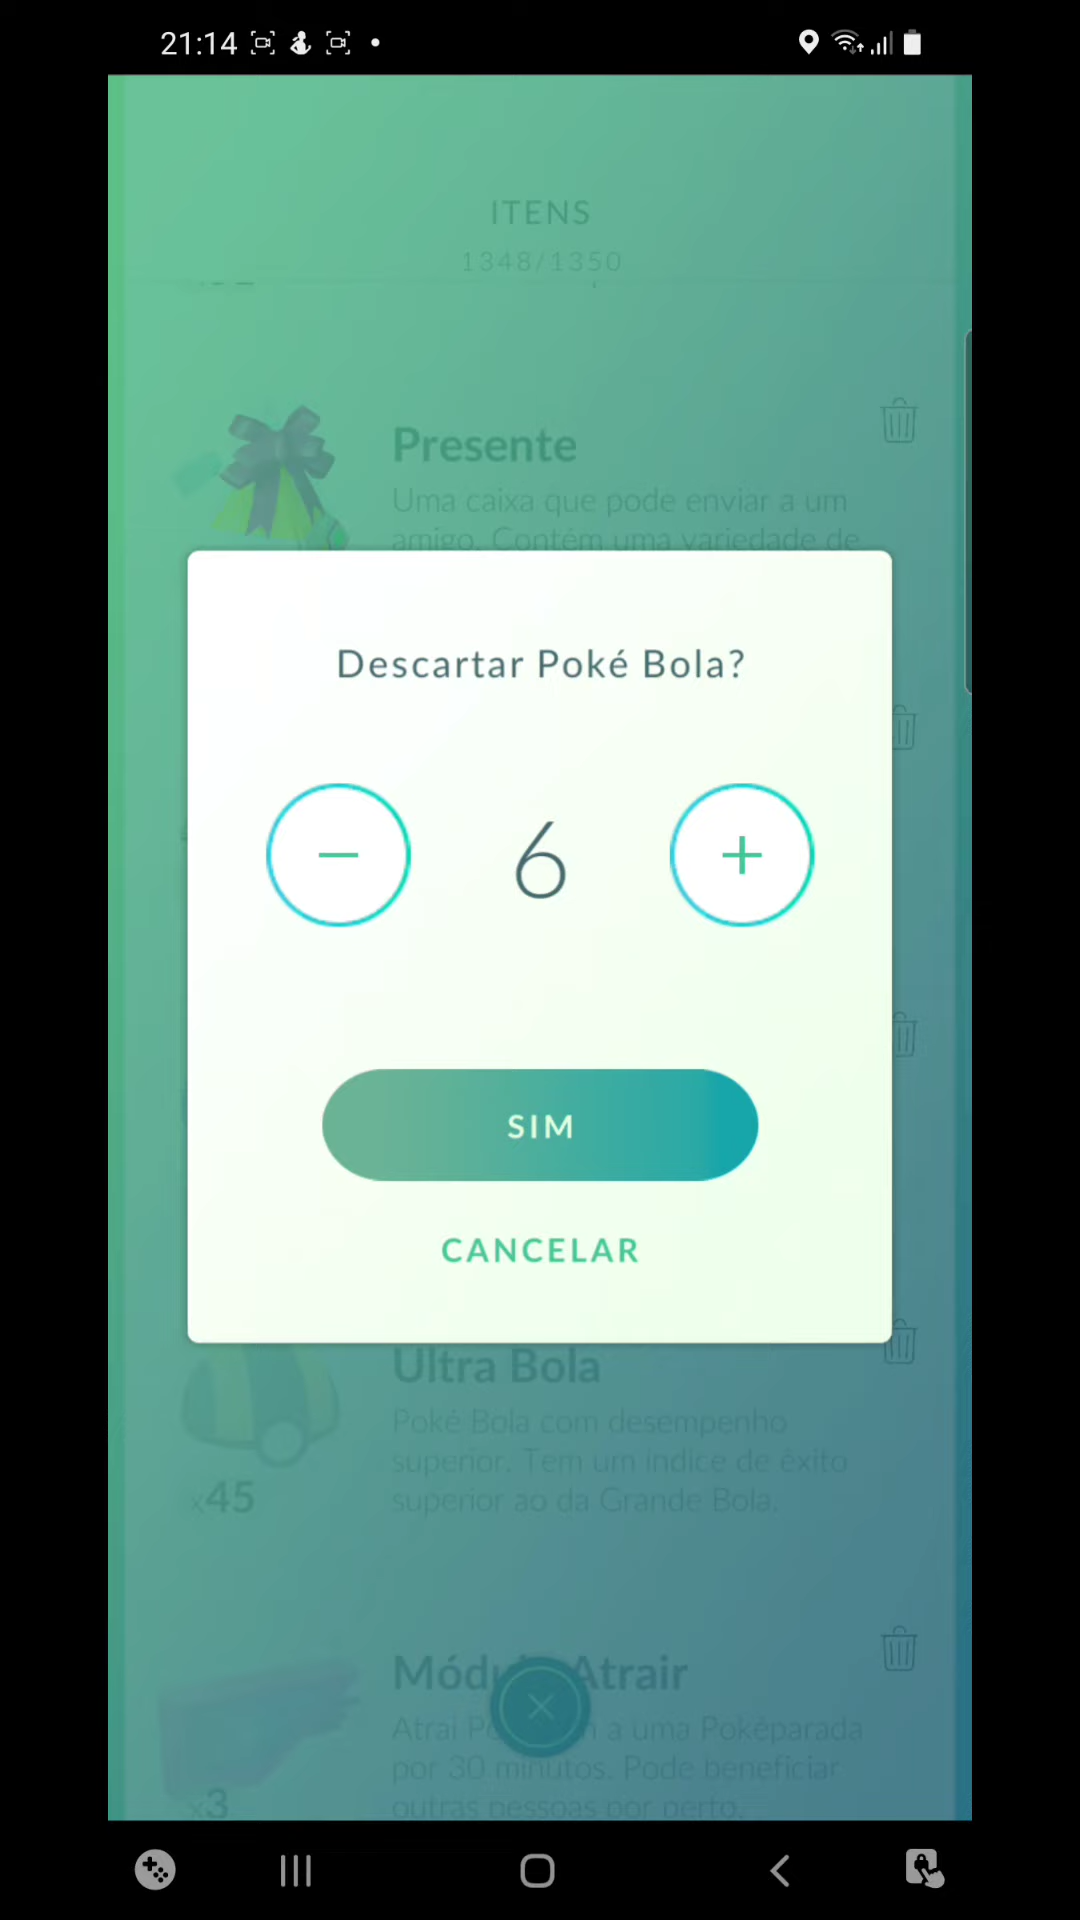 21:14
ITENS
1348/1350
Presente
Uma caixa que pode enviar a um
amigo. Contém uma variedade de
Descartar Poké Bola?
6
SIM
CANCELAR
Ultra Bola
Poké Bola com desempenho
superior. Tem um índice de êxito
superior ao da Grande Bola.
x45
Atrair
a uma Poképarada
por 30 minutos. Pode beneficiar
outras pessoas por perto.
x3